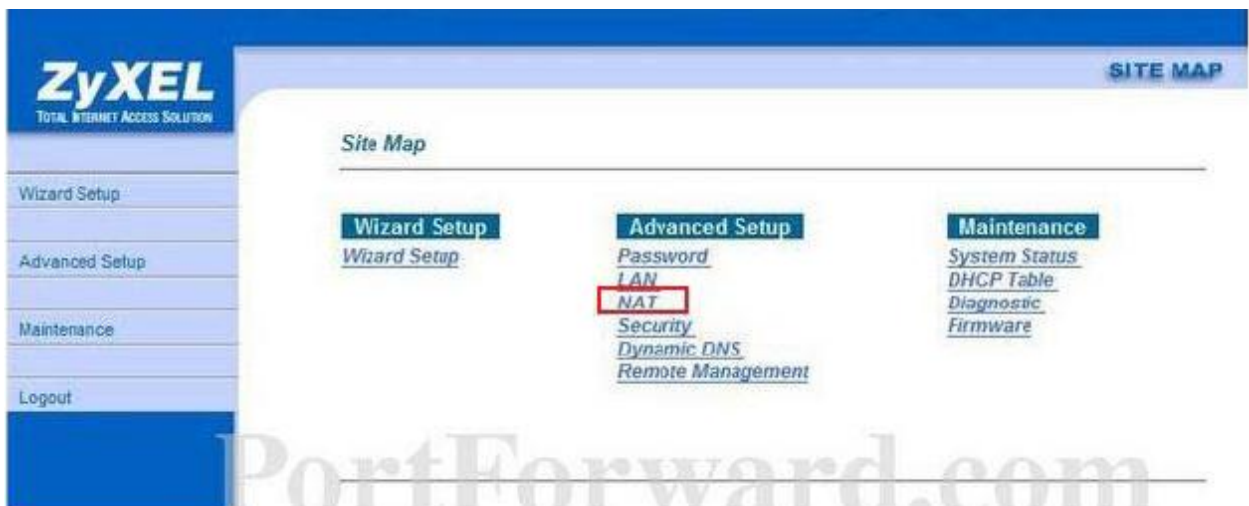 ZyXEL
TOTAL INTERNET ACCESS SOLUTION
SITE MAP
Site Map
Wizard Setup
Advanced Setup
Maintenance
Logout
Wizard Setup
Wizard Setup
Advanced Setup
Password
LAN
NAT
Security
Dynamic DNS
Remote Management
Maintenance
System Status
DHCP Table
Diagnostic
Firmware
PortForward.com